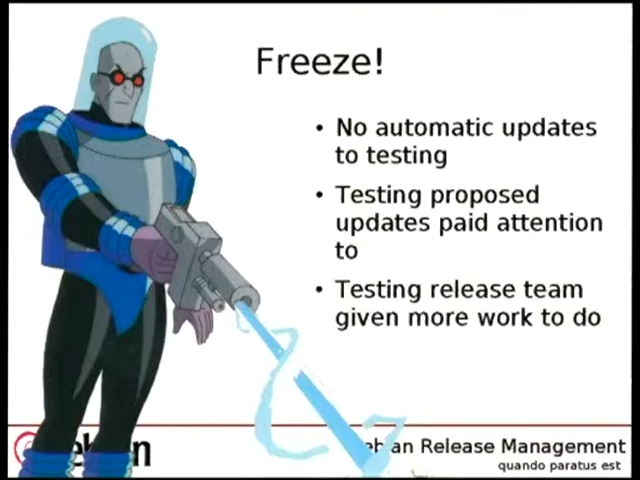 Freeze!
• No automatic updates
to testing
• Testing proposed
updates paid attention
to
• Testing release team
given more work to do
ebian Release Management
quando paratus est